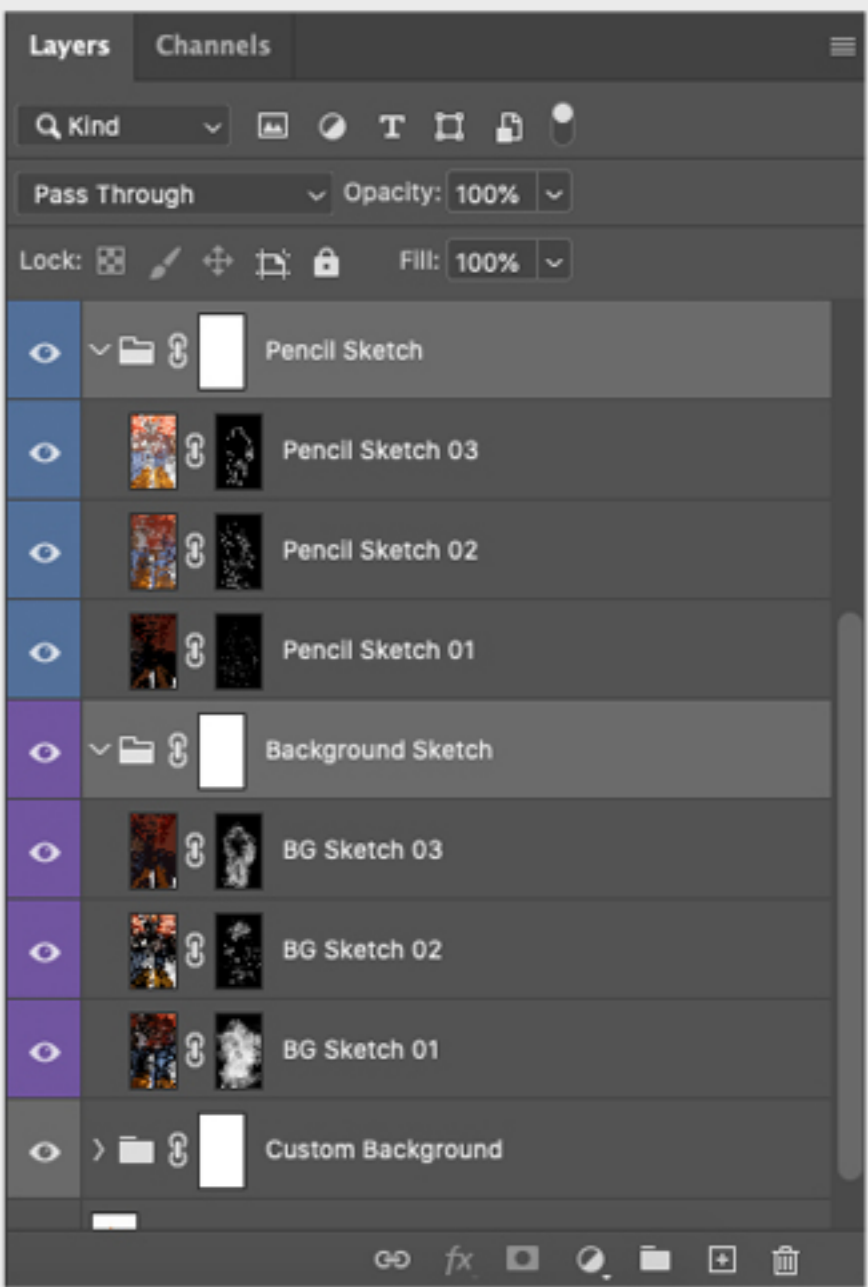 Layers Channels
Kind T
Pass Through Opacity: 100%
Lock: Fill: 100%
Pencil Sketch
Pencil Sketch 03
Pencil Sketch 02
Pencil Sketch 01
Background Sketch
BG Sketch 03
BG Sketch 02
BG Sketch 01
Custom Background
fx